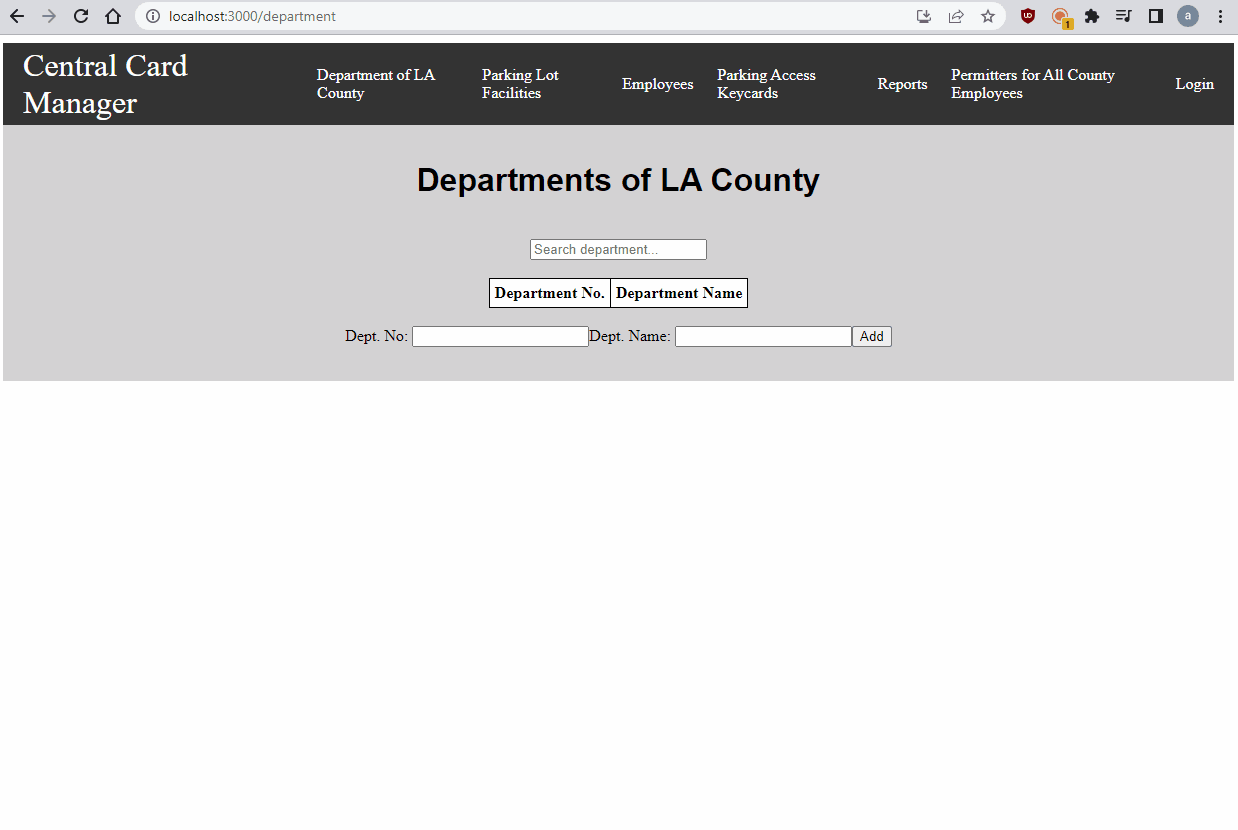 localhost:3000/department
1
a
Central Card
Manager
Department of LA
County
Parking Lot
Facilities
Employees
Parking Access
Keycards
Reports
Permitters for All County
Employees
Login
Departments of LA County
Search department...
Department No. Department Name
Dept. No: Dept. Name: Add